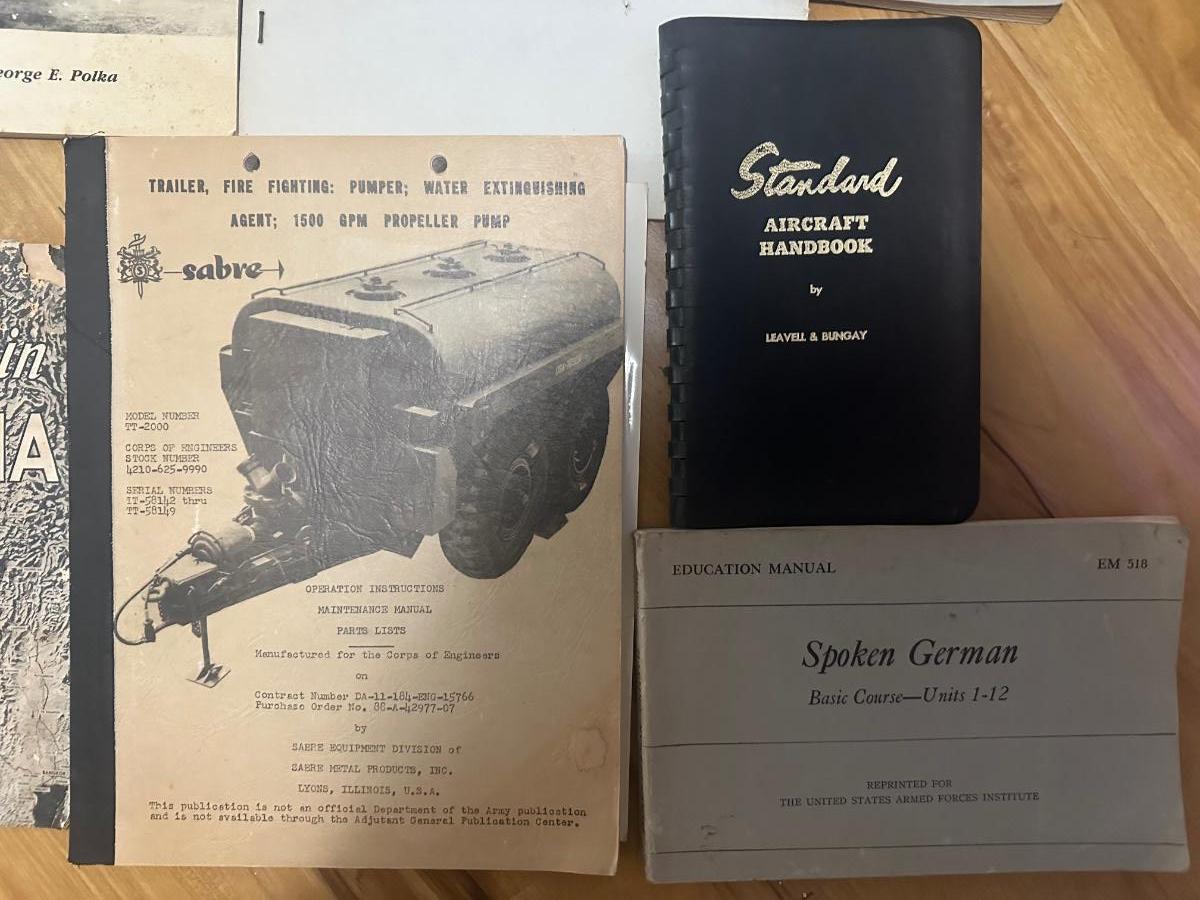 eorge E. Polka
TRAILER, FIRE FIGHTING: PUMPER; WATER EXTINGUISHING
AGENT; 1500 GPM PROPELLER PUMP
sabre
MODEL NUMBER
TT-2000
CORPS OF ENGINEERS
STOCK NUMBER
4210-625-9990
SERIAL NUMBERS
TT-58142 thru
TT-58149
OPERATION INSTRUCTIONS
MAINTENANCE MANUAL
PARTS LISTS
Manufactured for the Corps of Engineers
on
Contract Number DA-11-184-ENG-15766
Purchase Order No. 88-A-42977-07
by
SABRE EQUIPMENT DIVISION of
SABRE METAL PRODUCTS, INC.
LYONS, ILLINOIS, U.S.A.
This publication is not an official Department of the Army publication
and is not available through the Adjutant General Publication Center.
in
IA
BANGKOK
Standard
AIRCRAFT
HANDBOOK
by
LEAVELL & BUNGAY
EDUCATION MANUAL
EM 518
Spoken German
Basic Course—Units 1-12
REPRINTED FOR
THE UNITED STATES ARMED FORCES INSTITUTE